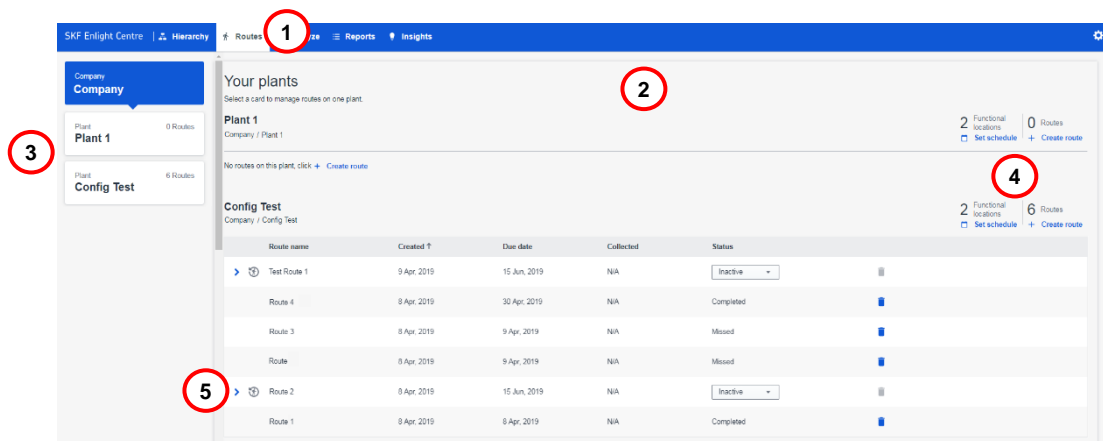 SKF Enlight Centre | Hierarchy Routes 1 ze Reports Insights
Company
Company
Plant 0 Routes
Plant 1
Plant 6 Routes
Config Test
3
Your plants
2
Select a card to manage routes on one plant.
Plant 1
Company / Plant 1
2 Functional locations 0 Routes
Set schedule + Create route
No routes on this plant, click + Create route
4
Config Test
Company / Config Test
2 Functional locations 6 Routes
Set schedule + Create route
Route name Created ↑ Due date Collected Status
Test Route 1 9 Apr, 2019 15 Jun, 2019 N/A Inactive
Route 4 8 Apr, 2019 30 Apr, 2019 N/A Completed
Route 3 8 Apr, 2019 9 Apr, 2019 N/A Missed
Route 8 Apr, 2019 9 Apr, 2019 N/A Missed
5 Route 2 8 Apr, 2019 15 Jun, 2019 N/A Inactive
Route 1 8 Apr, 2019 8 Apr, 2019 N/A Completed